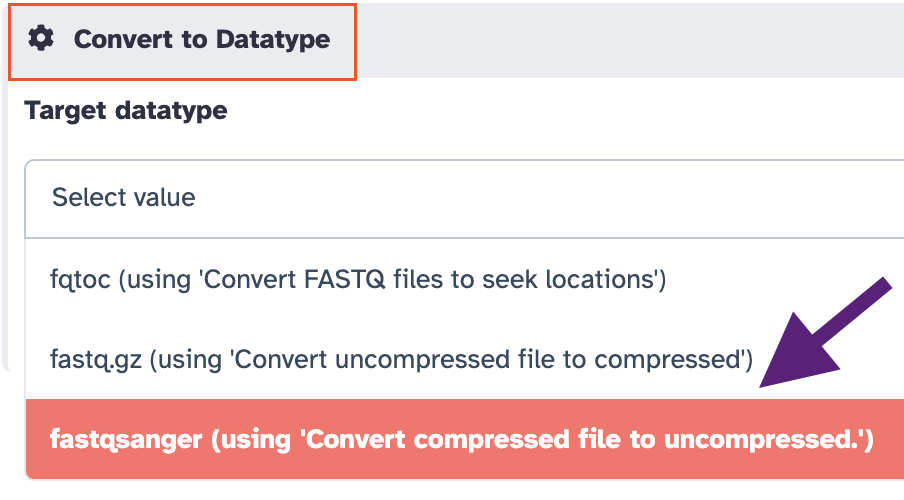 Convert to Datatype
Target datatype
Select value
fqtoc (using 'Convert FASTQ files to seek locations')
fastq.gz (using 'Convert uncompressed file to compressed')
fastqsanger (using 'Convert compressed file to uncompressed.')